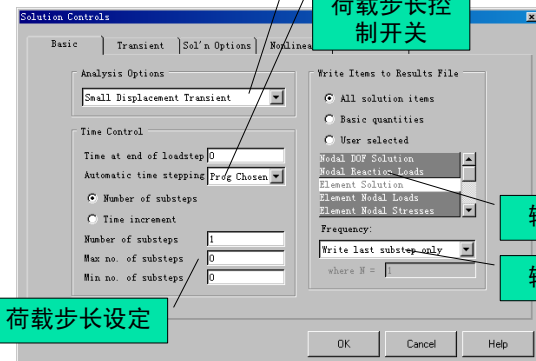 荷载步长控
制开关
Solution Controls
Basic
Transient
Sol'n Options
Analysis Options
Small Displacement Transient
Time Control
Time at end of loadstep 0
Automatic time stepping Prog Chosen
Number of substeps
Time increment
Number of substeps 1
Max no. of substeps 0
Min no. of substeps 0
荷载步长设定
Write Items to Results File
All solution items
Basic quantities
User selected
Nodal DOF Solution
Nodal Reaction Loads
Element Solution
Element Nodal Loads
Element Nodal Stresses
Frequency:
Write last substep only
where N = 1
OK
Cancel
Help